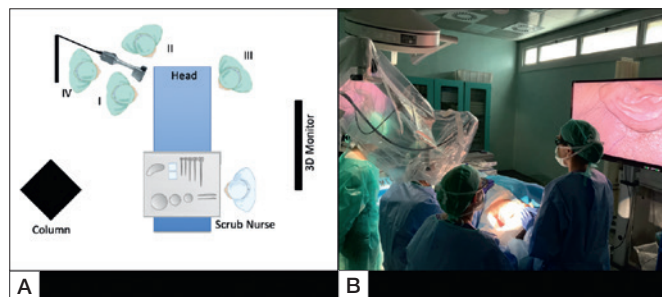 II
III
Head
IV
I
3D Monitor
Column
Scrub Nurse
A
B